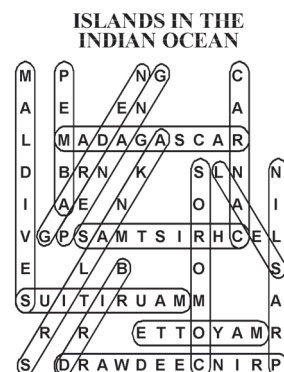 ISLANDS IN THE
INDIAN OCEAN
M P N G C
A E E N A
L M A D A G A S C A R
D B R N K S L N N
I A E N O A I
V G P S A M T S I R H C E L
E L B O S
S U I T I R U A M M A
R R E T T O Y A M R
S D R A W D E E C N I R P